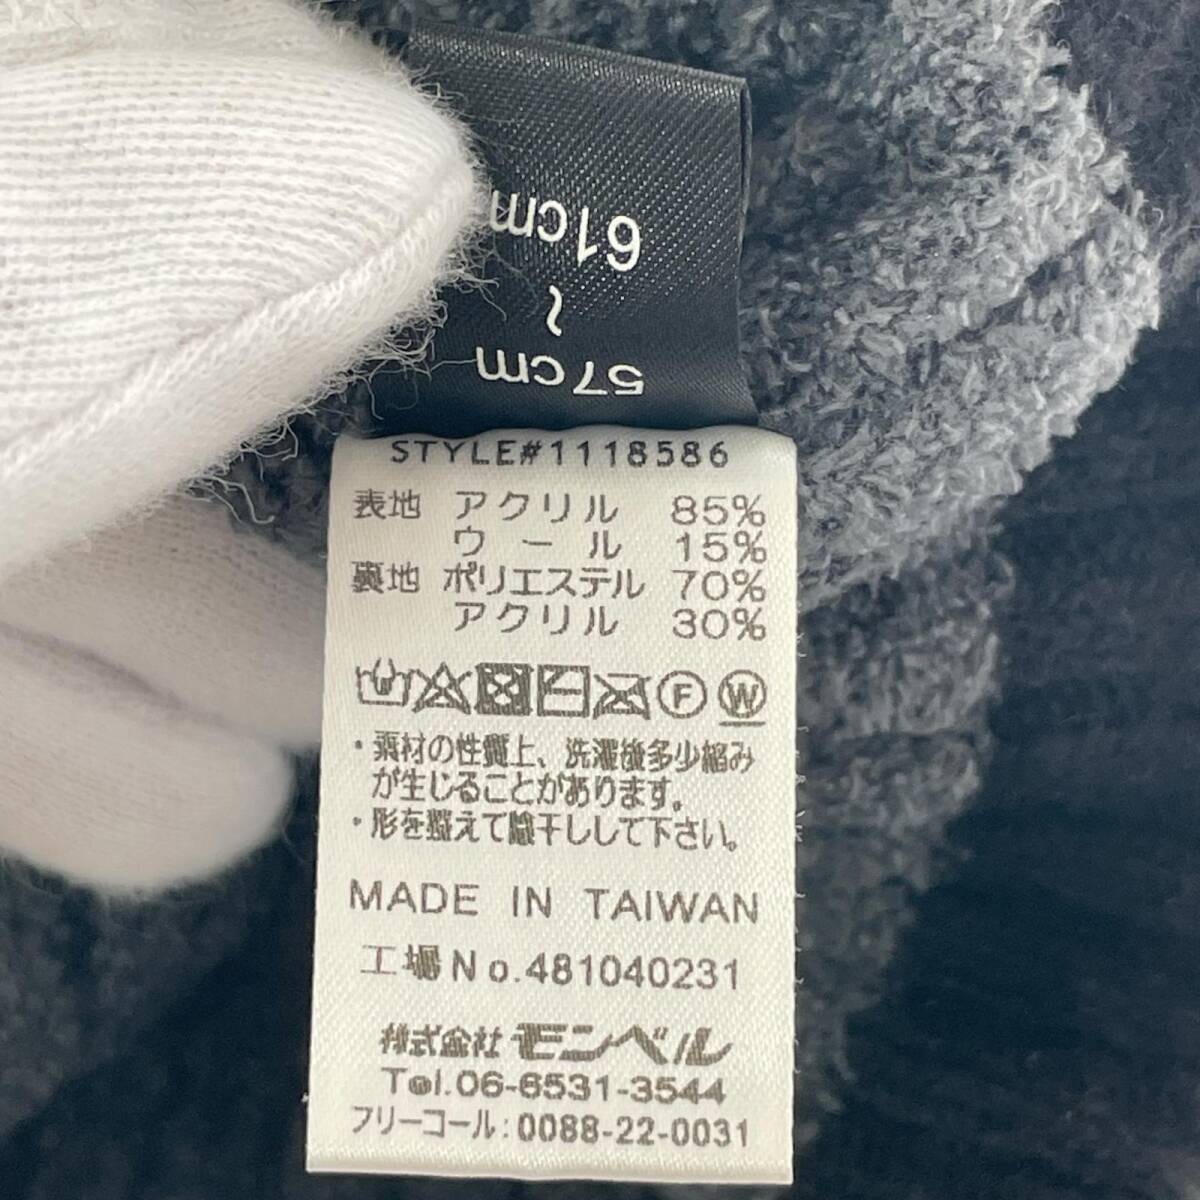 57cm
~
61cm
STYLE#1118586
表地 アクリル 85%
ウール 15%
裏地 ポリエステル 70%
アクリル 30%
F W
・素材の性質上、洗濯後多少縮み
が生じることがあります。
・形を整えて陰干しして下さい。
MADE IN TAIWAN
工場No.481040231
株式会社 モンベル
Tel.06-6531-3544
フリーコール:0088-22-0031